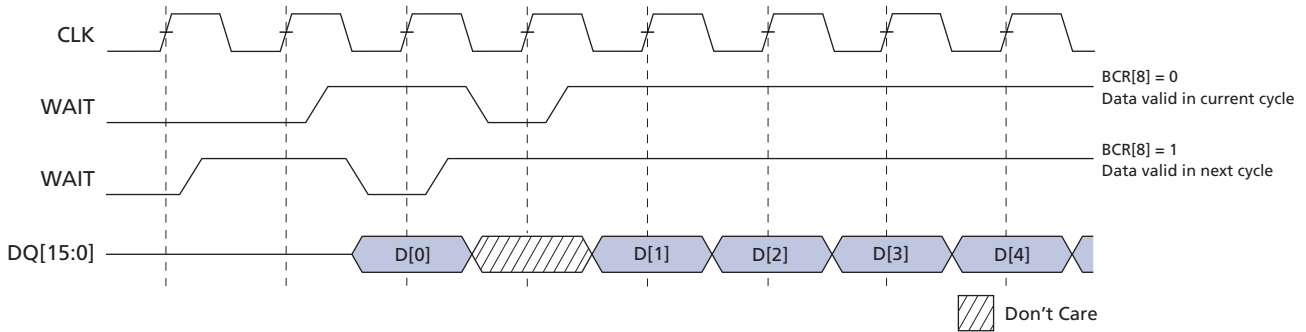 CLK
WAIT
BCR[8] = 0
Data valid in current cycle
WAIT
BCR[8] = 1
Data valid in next cycle
DQ[15:0]
D[0]
D[1]
D[2]
D[3]
D[4]
Don't Care